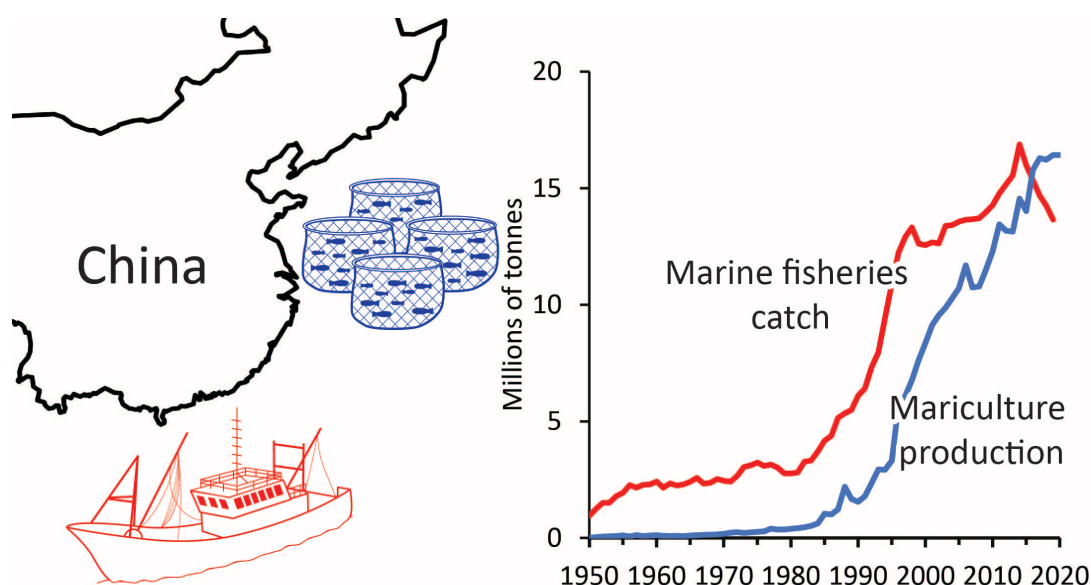 China
Millions of tonnes
20
15
10
5
0
Marine fisheries
catch
Mariculture
production
1950 1960 1970 1980 1990 2000 2010 2020